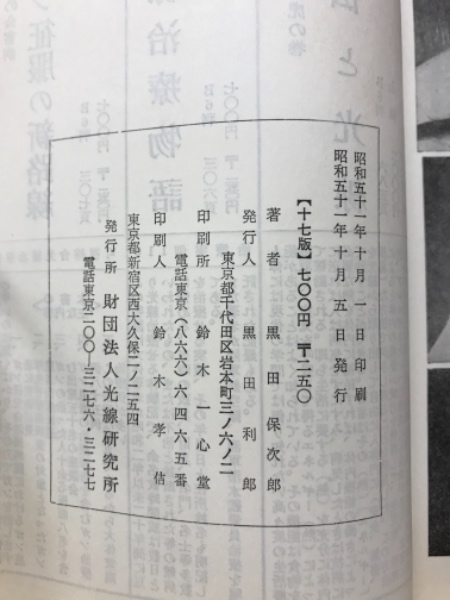 昭和五十一年十月一日印刷
昭和五十一年十月五日発行
【十七版】七〇〇円 〒二五〇
著者 黒田保次郎
発行人 黒田利郎
東京都千代田区岩本町三ノ六ノ二
印刷所 鈴木一心堂
電話東京(八六六)六四六五番
印刷人 鈴木孝佶
東京都新宿区西大久保二ノ二五四
発行所 財団法人光線研究所
電話東京二〇〇―三二七六・三二七七